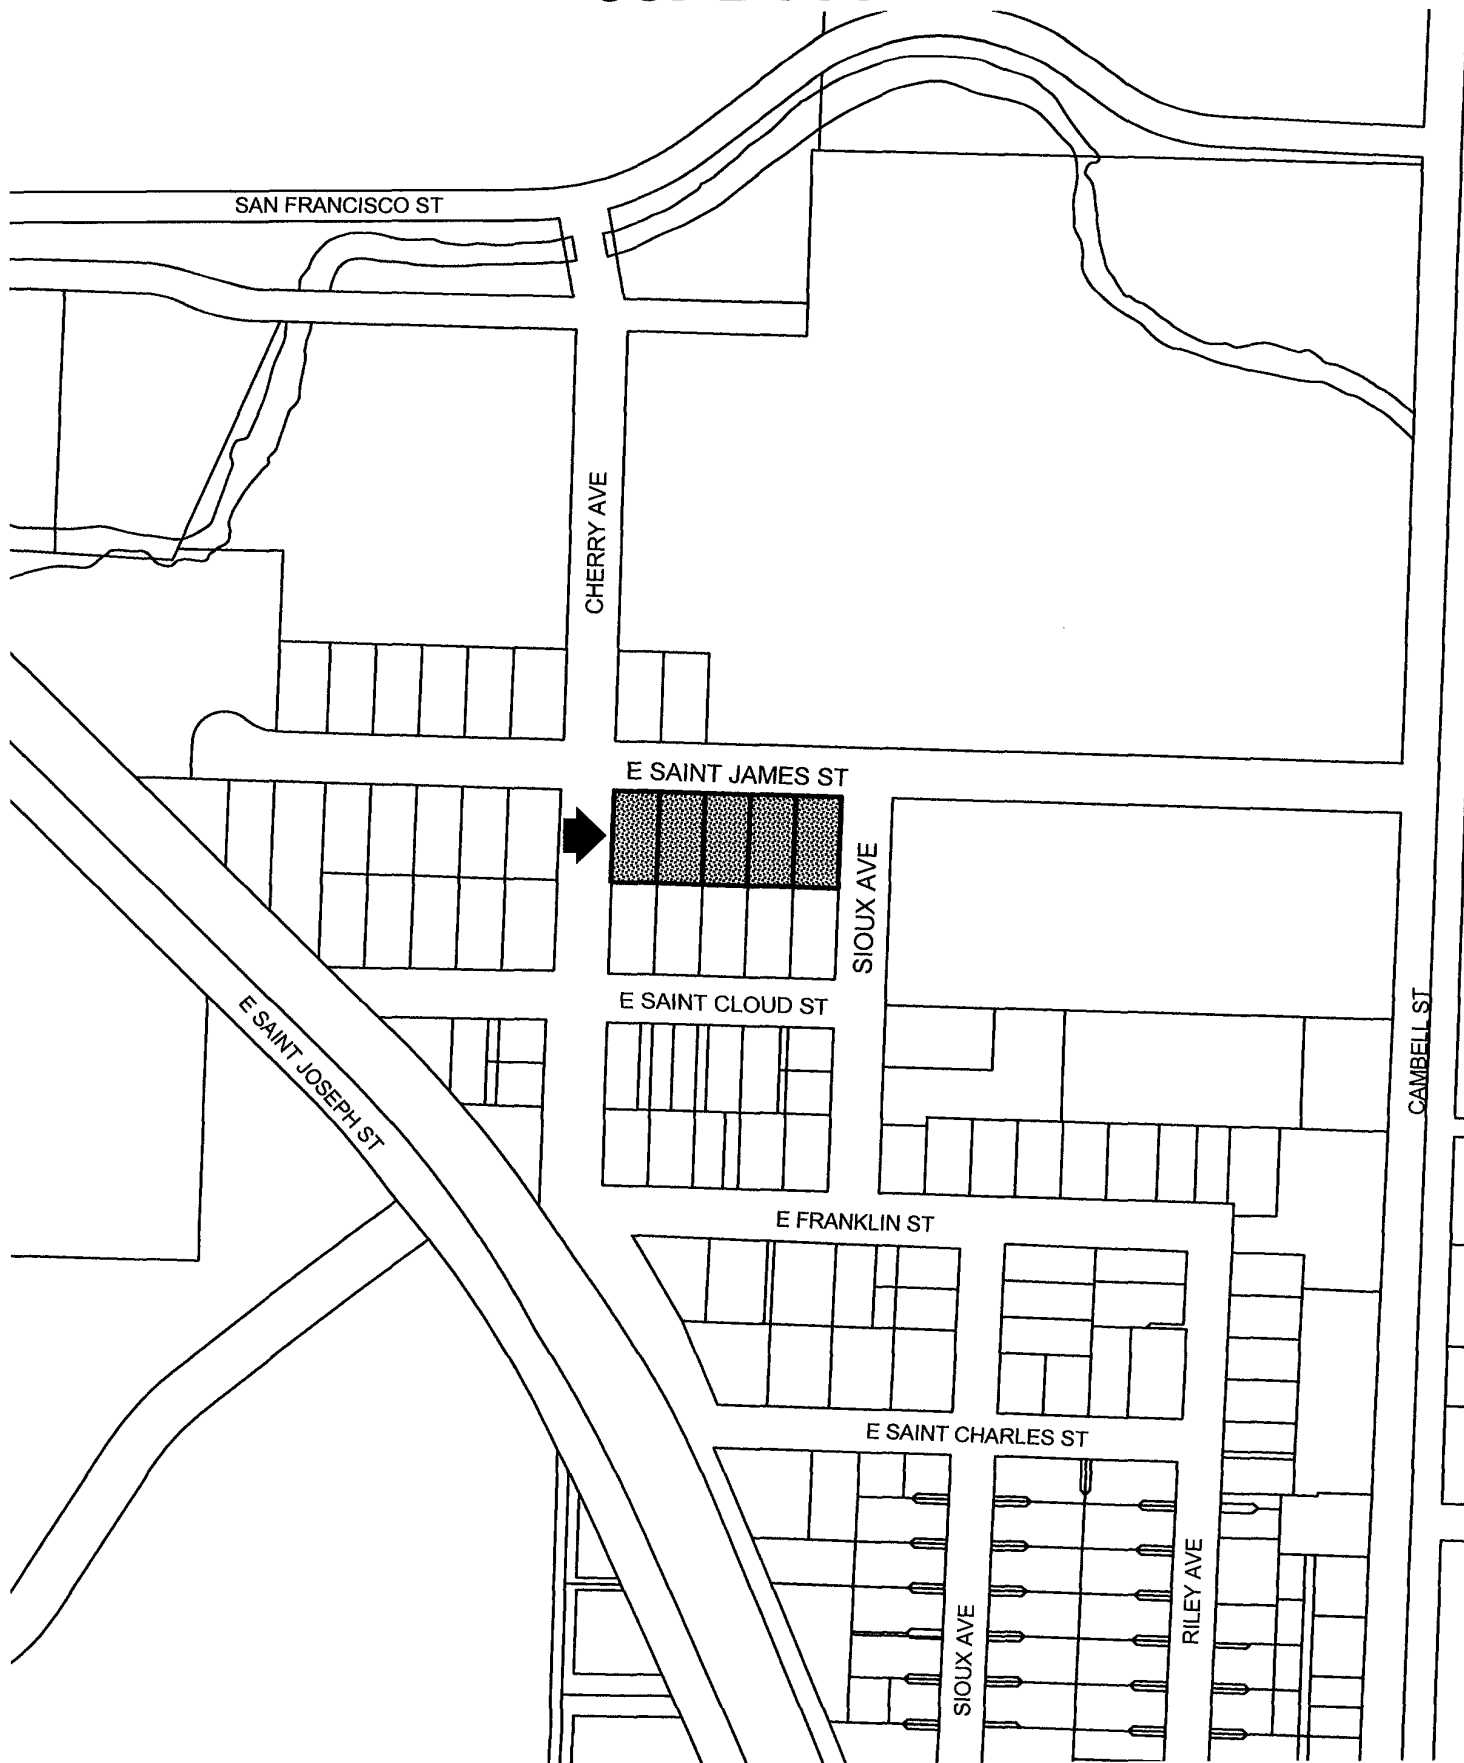 SAN FRANCISCO ST
CHERRY AVE
E SAINT JAMES ST
SIOUX AVE
E SAINT CLOUD ST
E SAINT JOSEPH ST
CAMBELL ST
E FRANKLIN ST
E SAINT CHARLES ST
RILEY AVE
SIOUX AVE